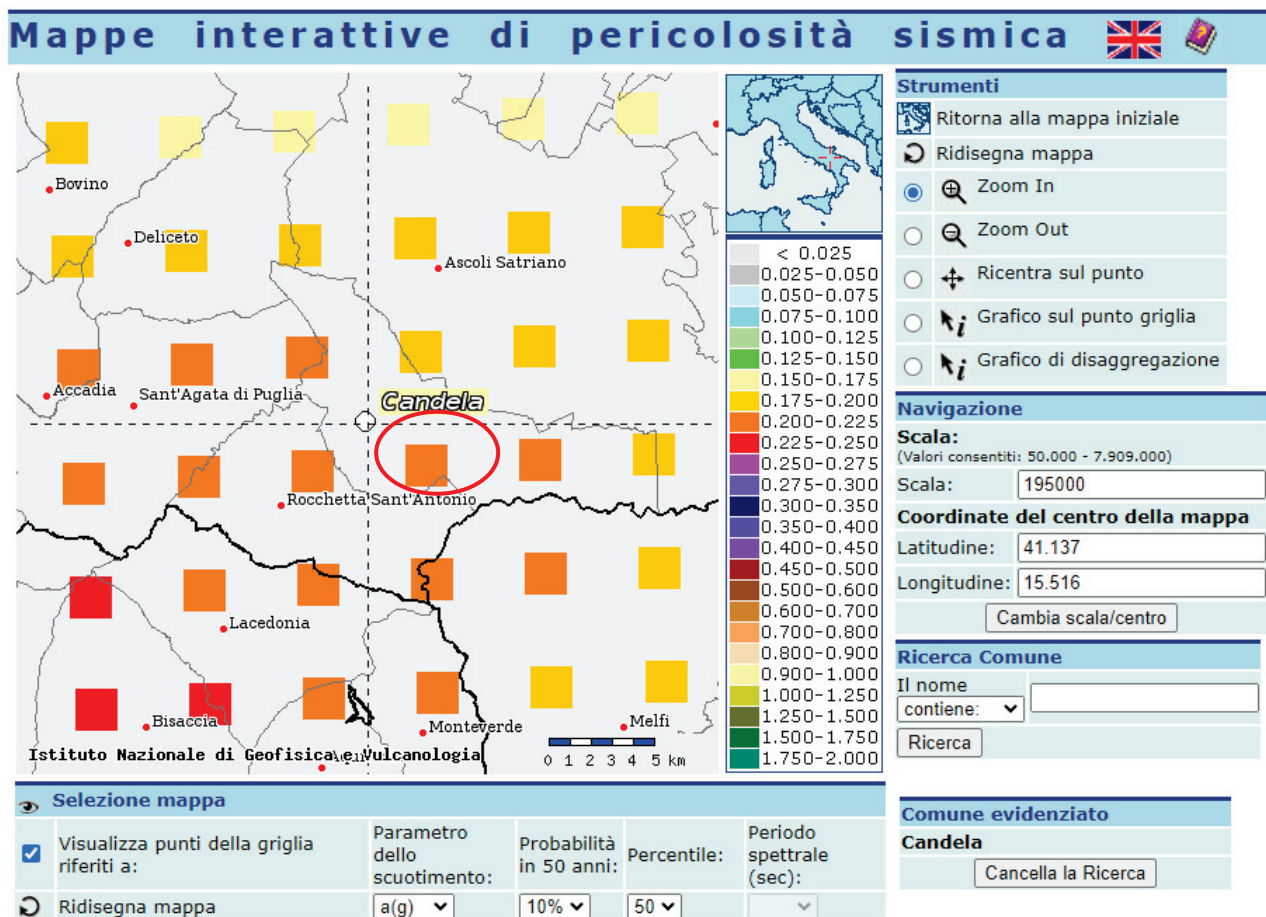 Mappe interattive di pericolosità sismica
Bovino
Deliceto
Ascoli Satriano
Accadia
Sant'Agata di Puglia
Candela
Rocchetta Sant'Antonio
Lacedonia
Bisaccia
Monteverde
Melfi
Istituto Nazionale di Geofisica e Vulcanologia
0 1 2 3 4 5 km
< 0.025
0.025-0.050
0.050-0.075
0.075-0.100
0.100-0.125
0.125-0.150
0.150-0.175
0.175-0.200
0.200-0.225
0.225-0.250
0.250-0.275
0.275-0.300
0.300-0.350
0.350-0.400
0.400-0.450
0.450-0.500
0.500-0.600
0.600-0.700
0.700-0.800
0.800-0.900
0.900-1.000
1.000-1.250
1.250-1.500
1.500-1.750
1.750-2.000
Strumenti
Ritorna alla mappa iniziale
Ridisegna mappa
Zoom In
Zoom Out
Ricentra sul punto
Grafico sul punto griglia
Grafico di disaggregazione
Navigazione
Scala:
(Valori consentiti: 50.000 - 7.909.000)
Scala: 195000
Coordinate del centro della mappa
Latitudine: 41.137
Longitudine: 15.516
Cambia scala/centro
Ricerca Comune
Il nome
contiene:
Ricerca
Selezione mappa
Visualizza punti della griglia
riferiti a:
Parametro
dello
scuotimento:
Probabilità
in 50 anni:
Percentile:
Periodo
spettrale
(sec):
Ridisegna mappa
a(g)
10%
50
Comune evidenziato
Candela
Cancella la Ricerca